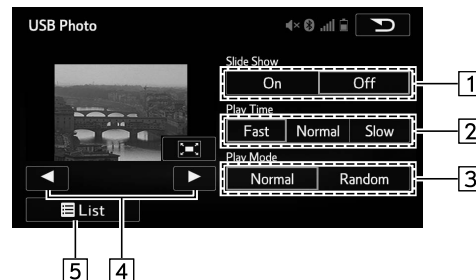 USB Photo
Slide Show
On Off
1
Play Time
Fast Normal Slow
2
Play Mode
Normal Random
3
List
5 4